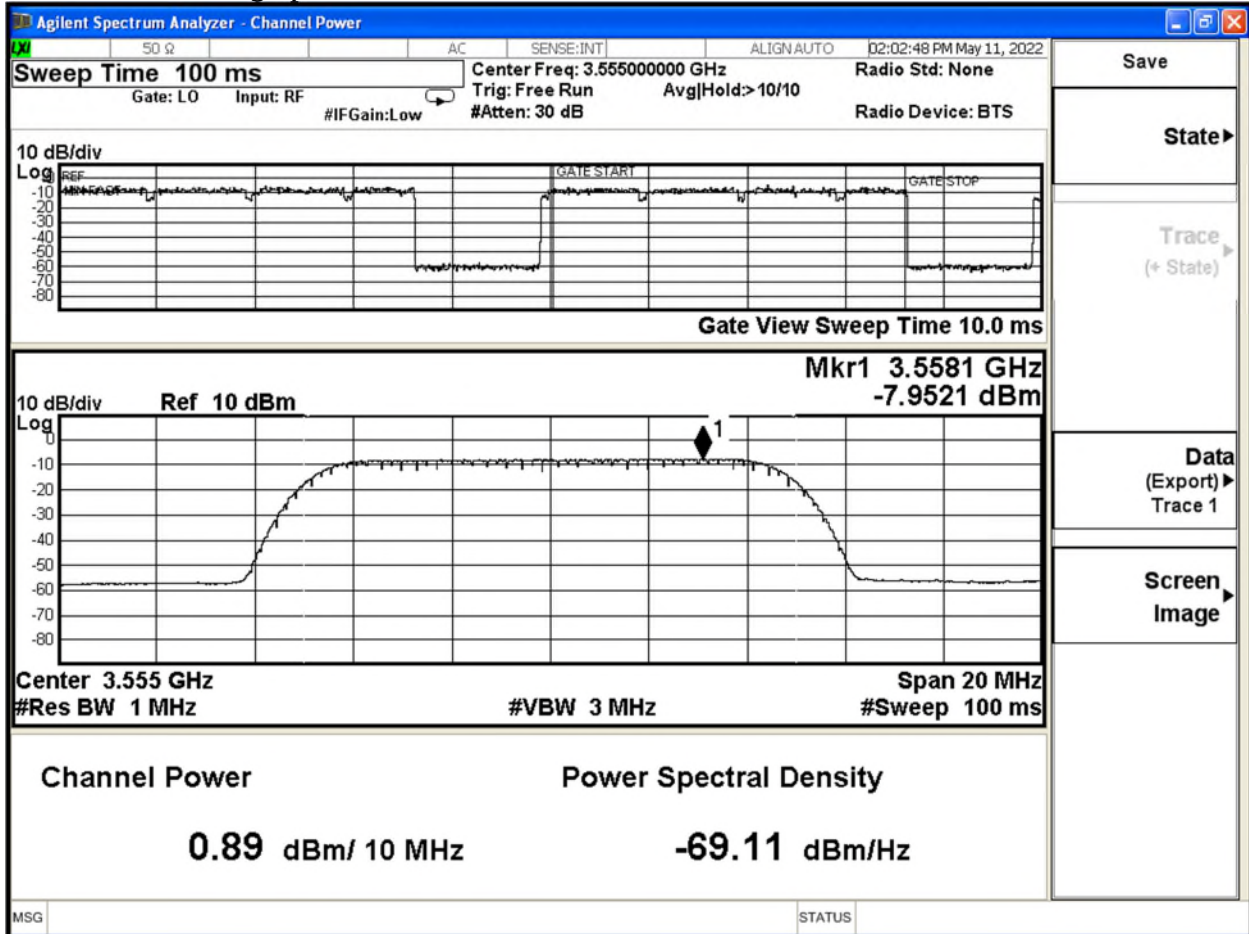 Agilent Spectrum Analyzer - Channel Power
LXI 50 Ω AC SENSE:INT ALIGN AUTO 02:02:48 PM May 11, 2022
Sweep Time 100 ms
Center Freq: 3.555000000 GHz Radio Std: None
Gate: LO Input: RF Trig: Free Run Avg|Hold:>10/10
#IFGain:Low #Atten: 30 dB Radio Device: BTS
10 dB/div
Log
REF GATE START
GATE STOP
-10
-20
-30
-40
-50
-60
-70
-80
Gate View Sweep Time 10.0 ms
Mkr1 3.5581 GHz
-7.9521 dBm
10 dB/div Ref 10 dBm
Log
1
0
-10
-20
-30
-40
-50
-60
-70
-80
Center 3.555 GHz Span 20 MHz
#Res BW 1 MHz #VBW 3 MHz #Sweep 100 ms
Channel Power Power Spectral Density
0.89 dBm/ 10 MHz -69.11 dBm/Hz
MSG STATUS
Save
State
Trace
(+ State)
Data
(Export)
Trace 1
Screen
Image